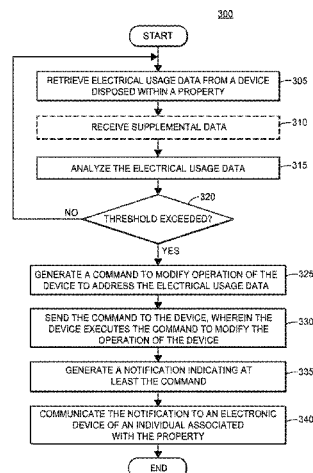 300
START
RETRIEVE ELECTRICAL USAGE DATA FROM A DEVICE
DISPOSED WITHIN A PROPERTY
305
RECEIVE SUPPLEMENTAL DATA
310
ANALYZE THE ELECTRICAL USAGE DATA
315
320
THRESHOLD EXCEEDED?
NO
YES
GENERATE A COMMAND TO MODIFY OPERATION OF THE
DEVICE TO ADDRESS THE ELECTRICAL USAGE DATA
325
SEND THE COMMAND TO THE DEVICE, WHEREIN THE
DEVICE EXECUTES THE COMMAND TO MODIFY THE
OPERATION OF THE DEVICE
330
GENERATE A NOTIFICATION INDICATING AT
LEAST THE COMMAND
335
COMMUNICATE THE NOTIFICATION TO AN ELECTRONIC
DEVICE OF AN INDIVIDUAL ASSOCIATED
WITH THE PROPERTY
340
END